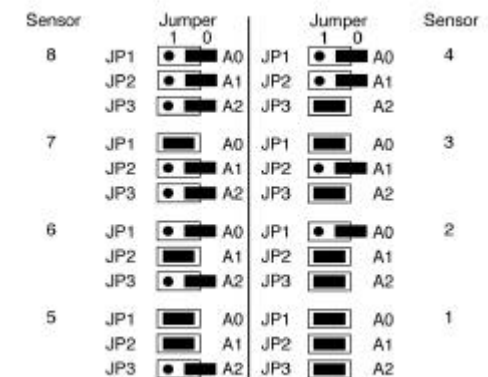 Sensor Jumper Jumper Sensor
1 0 1 0
8 JP1 A0 JP1 A0 4
JP2 A1 JP2 A1
JP3 A2 JP3 A2
7 JP1 A0 JP1 A0 3
JP2 A1 JP2 A1
JP3 A2 JP3 A2
6 JP1 A0 JP1 A0 2
JP2 A1 JP2 A1
JP3 A2 JP3 A2
5 JP1 A0 JP1 A0 1
JP2 A1 JP2 A1
JP3 A2 JP3 A2